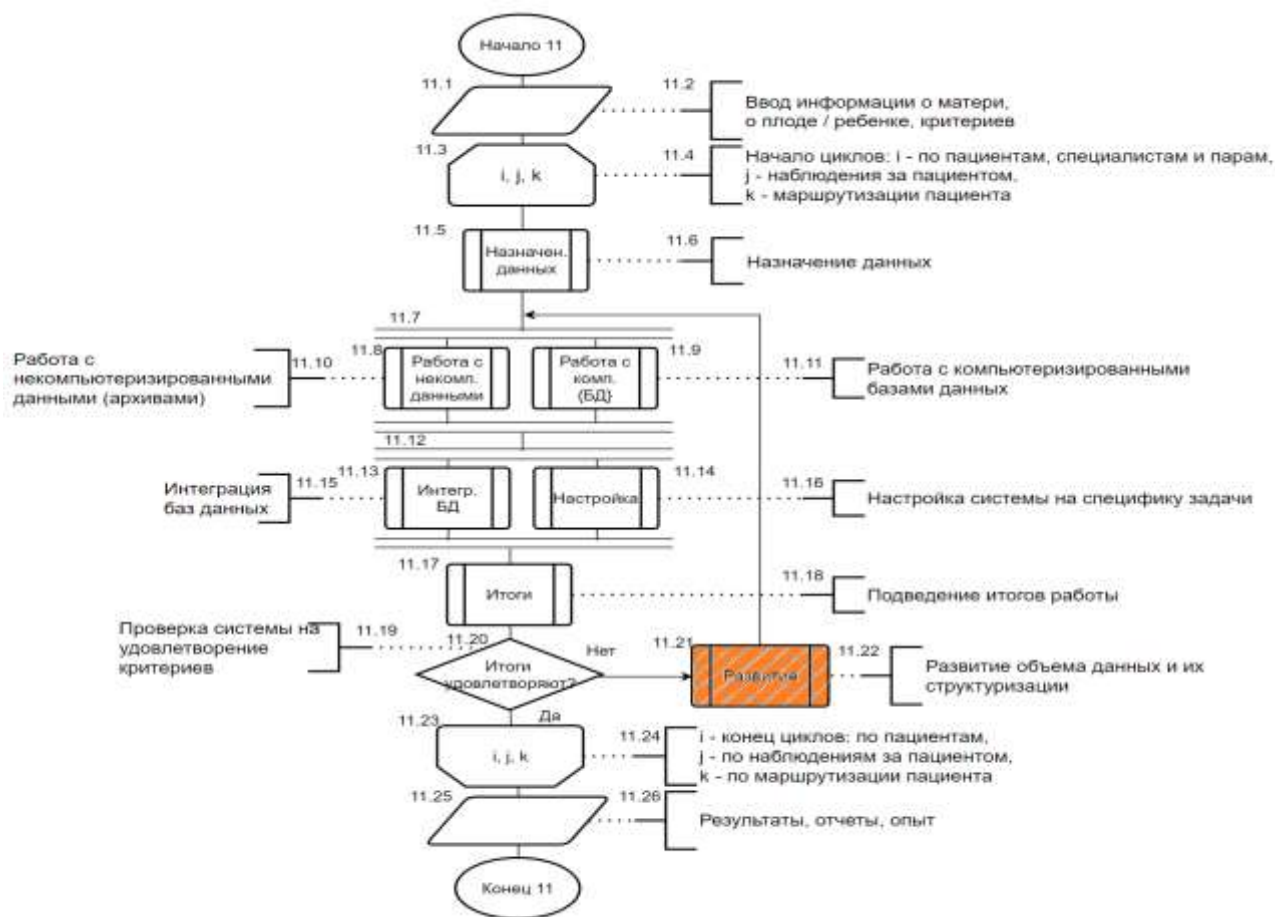 Начало 11
11.1
11.2
Ввод информации о матери,
о плоде / ребенке, критериев
11.3
i, j, k
11.4
Начало циклов: i - по пациентам, специалистам и парам,
j - наблюдения за пациентом,
k - маршрутизации пациента
11.5
Назначен.
данных
11.6
Назначение данных
11.7
Работа с
некомпьютеризированными
данными (архивами)
11.10
11.8
Работа с
некомп.
данными
Работа с
комп.
(БД)
11.9
11.11
Работа с компьютеризированными
базами данных
11.12
Интеграция
баз данных
11.15
11.13
Интегр.
БД
Настройка
11.14
11.16
Настройка системы на специфику задачи
11.17
Итоги
11.18
Подведение итогов работы
Проверка системы на
удовлетворение
критериев
11.19
11.20
Итоги
удовлетворяют?
Нет
11.21
Развитие
11.22
Развитие объема данных и их
структуризации
Да
11.23
i, j, k
11.24
i - конец циклов: по пациентам,
j - по наблюдениям за пациентом,
k - по маршрутизации пациента
11.25
11.26
Результаты, отчеты, опыт
Конец 11